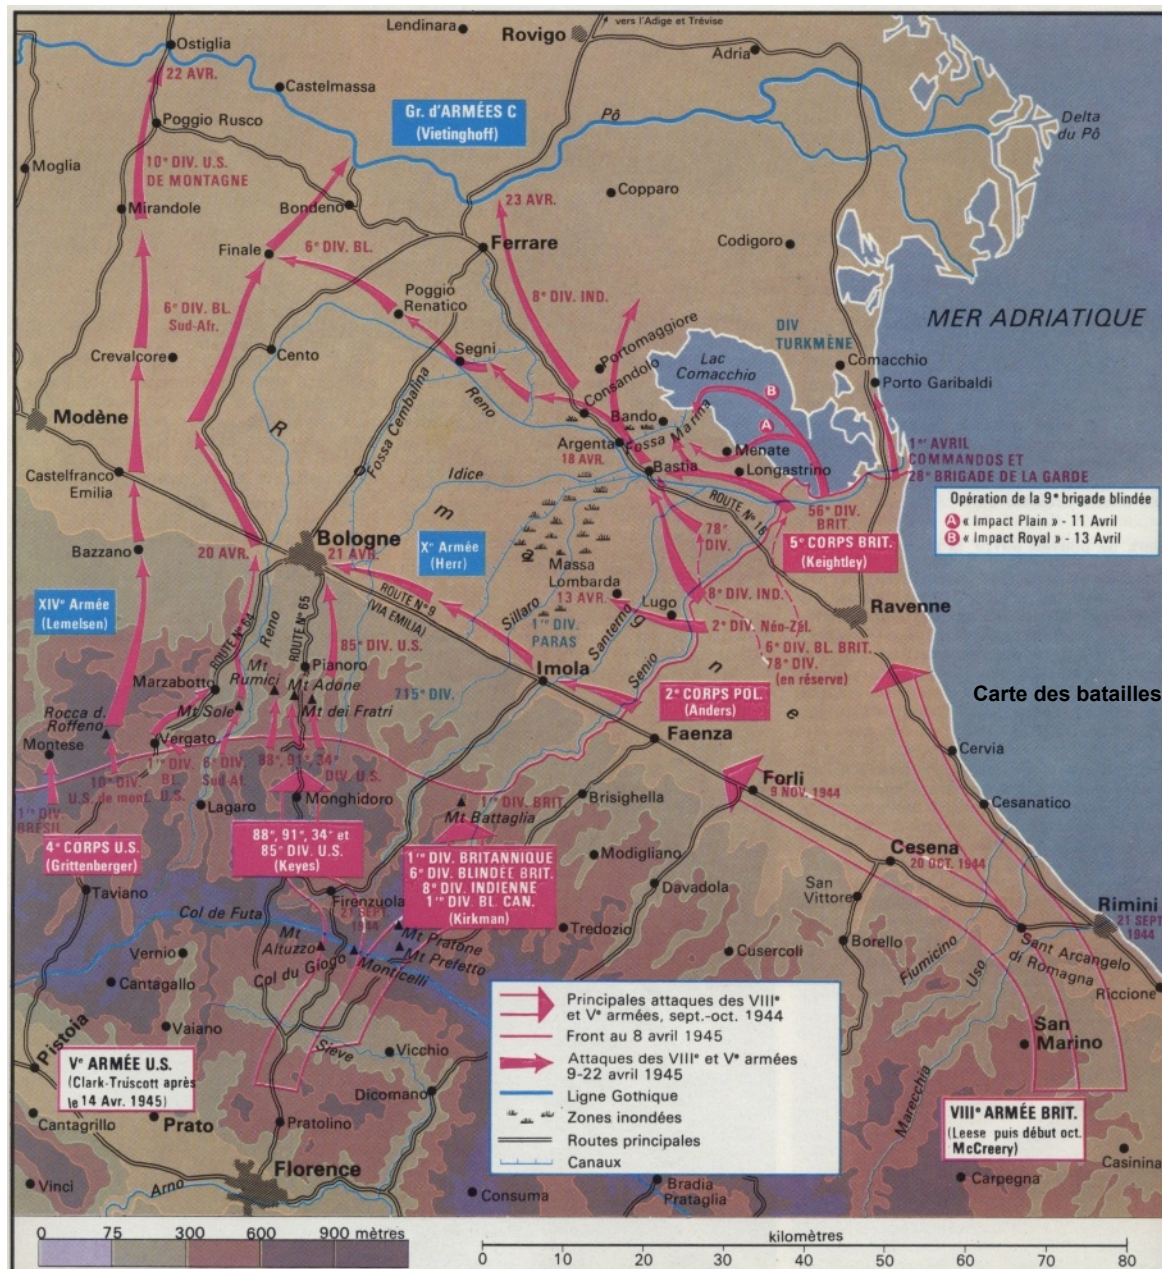 vers l'Adige et Trévise
Lendinara
Rovigo
Adria
Ostiglia
22 AVR.
Castelmassa
Gr. d'ARMÉES C
(Vietinghoff)
Pô
Delta
du Pô
Poggio Rusco
Moglia
10e DIV. U.S.
DE MONTAGNE
Mirandole
Bondeno
23 AVR.
Copparo
Codigoro
Finale
6e DIV. BL.
Ferrare
8e DIV. IND.
6e DIV. BL.
Sud-Afr.
Poggio
Renatico
MER ADRIATIQUE
DIV
TURKMÈNE
Crevalcore
Cento
Segni
Portomaggiore
Lac
Comacchio
Comacchio
Porto Garibaldi
Consandolo
Reno
B
A
Modène
Fossa Cembalina
Bando
Fossa Marina
Argenta
18 AVR.
Menate
Longastrino
Bastia
1er AVRIL
COMMANDOS ET
28e BRIGADE DE LA GARDE
Castelfranco
Emilia
Idice
ROUTE No 16
56e DIV.
BRIT.
Opération de la 9e brigade blindée
A « Impact Plain » - 11 Avril
B « Impact Royal » - 13 Avril
R o m a g n e
78e
DIV.
5e CORPS BRIT.
(Keightley)
Bazzano
20 AVR.
Bologne
21 AVR.
Xe Armée
(Herr)
Massa
Lombarda
13 AVR.
8e DIV. IND.
Lugo
Ravenne
XIVe Armée
(Lemelsen)
ROUTE No 64
Reno
ROUTE No 65
ROUTE No 9
(VIA EMILIA)
Sillaro
1re DIV.
PARAS
Santerno
Senio
2e DIV. Néo-Zél.
6e DIV. BL. BRIT.
78e DIV.
(en réserve)
85e DIV. U.S.
Pianoro
Imola
Marzabotto
Mt
Rumici
Mt Adone
Mt dei Fratri
Mt Sole
715e DIV.
2e CORPS POL.
(Anders)
Carte des batailles
Rocca d.
Roffeno
Montese
Vergato
Faenza
Cervia
1re DIV.
BL.
U.S.
6e DIV.
Sud-Af.
88e, 91e, 34e
DIV. U.S.
10e DIV.
U.S. de mont.
Forli
9 NOV. 1944
1re DIV.
BRÉSIL
Lagaro
Monghidoro
1re DIV. BRIT.
Mt Battaglia
Brisighella
Cesanatico
4e CORPS U.S.
(Grittenberger)
88e, 91e, 34e et
85e DIV. U.S.
(Keyes)
1re DIV. BRITANNIQUE
6e DIV. BLINDÉE BRIT.
8e DIV. INDIENNE
1re DIV. BL. CAN.
(Kirkman)
Modigliano
Cesena
20 OCT. 1944
Taviano
Davadola
San
Vittore
Firenzuola
21 SEPT.
1944
Col de Futa
Rimini
21 SEPT
1944
Mt
Altuzzo
Mt Pratone
Mt Prefetto
Tredozio
Vernio
Col du Giogo
Monticelli
Cusercoli
Borello
Fiumicino
Uso
Sant Arcangelo
di Romagna
Cantagallo
Riccione
Pistoia
Vaiano
Sieve
Vicchio
San
Marino
Principales attaques des VIIIe
et Ve armées, sept.-oct. 1944
Front au 8 avril 1945
Attaques des VIIIe et Ve armées
9-22 avril 1945
Ligne Gothique
Zones inondées
Routes principales
Canaux
Ve ARMÉE U.S.
(Clark-Truscott après
le 14 Avr. 1945)
Dicomano
Marecchia
VIIIe ARMÉE BRIT.
(Leese puis début oct.
McCreery)
Cantagrillo
Prato
Pratolino
Casinina
Florence
Vinci
Arno
Consuma
Bradia
Prataglia
Carpegna
0 75 300 600 900 mètres
kilomètres
0 10 20 30 40 50 60 70 80